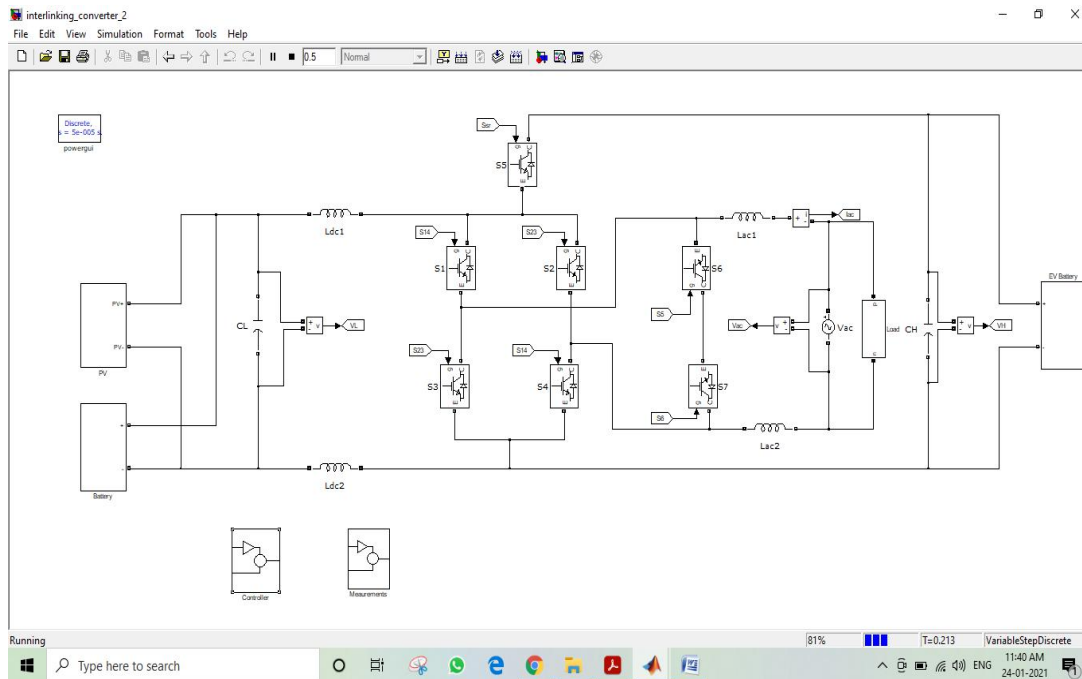 interlinking_converter_2
File Edit View Simulation Format Tools Help
0.5
Normal
Discrete,
s = 5e-005 s.
powergui
Ssr
g
C
S5
E
Ldc1
S14
S23
g
C
g
C
S1
S2
E
E
Lac1
+
-
i
Iac
E
S6
g
C
S5
EV Battery
PV+
PV-
PV
CL
+
-
v
VL
Vac
v
+
-
Vac
P
Load
CH
+
-
v
VH
+
-
S23
S14
g
C
g
C
S3
S4
E
E
E
S7
g
C
S6
Lac2
+
-
Battery
Ldc2
Controller
Measurements
Running
81%
T=0.213
VariableStepDiscrete
Type here to search
ENG
11:40 AM
24-01-2021
1